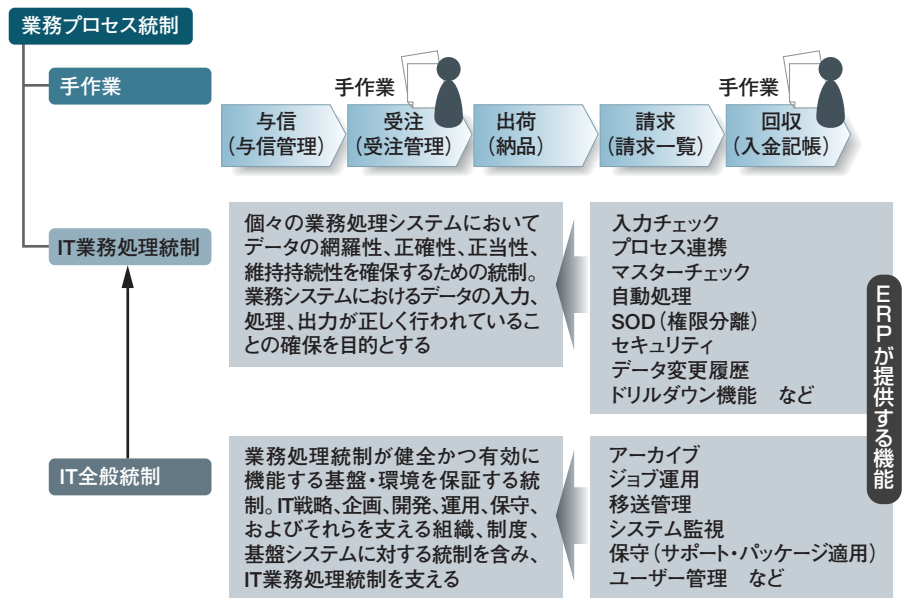 業務プロセス統制
手作業
手作業
手作業
与信
（与信管理）
受注
（受注管理）
出荷
（納品）
請求
（請求一覧）
回収
（入金記帳）
IT業務処理統制
個々の業務処理システムにおいて
データの網羅性、正確性、正当性、
維持持続性を確保するための統制。
業務システムにおけるデータの入力、
処理、出力が正しく行われているこ
との確保を目的とする
入力チェック
プロセス連携
マスターチェック
自動処理
SOD（権限分離）
セキュリティ
データ変更履歴
ドリルダウン機能　など
ERPが提供する機能
IT全般統制
業務処理統制が健全かつ有効に
機能する基盤・環境を保証する統
制。IT戦略、企画、開発、運用、保守、
およびそれらを支える組織、制度、
基盤システムに対する統制を含み、
IT業務処理統制を支える
アーカイブ
ジョブ運用
移送管理
システム監視
保守（サポート・パッケージ適用）
ユーザー管理　など